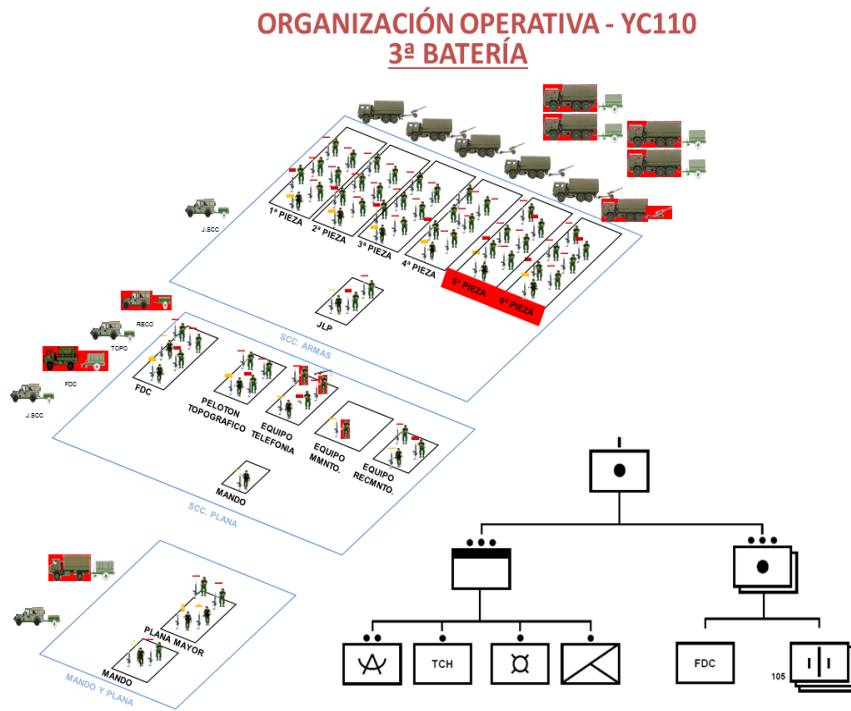 ORGANIZACIÓN OPERATIVA - YC110
3ª BATERÍA
J.SCC
1ª PIEZA
2ª PIEZA
3ª PIEZA
4ª PIEZA
5ª PIEZA
6ª PIEZA
JLP
SCC. ARMAS
RECC
TOPO
FDC
J.SCC
FDC
PELOTON
TOPOGRAFICO
EQUIPO
TELEFONIA
EQUIPO
MMNTO.
EQUIPO
RECMNTO.
MANDO
SCC. PLANA
PLANA MAYOR
MANDO
MANDO Y PLANA
TCH
FDC
105